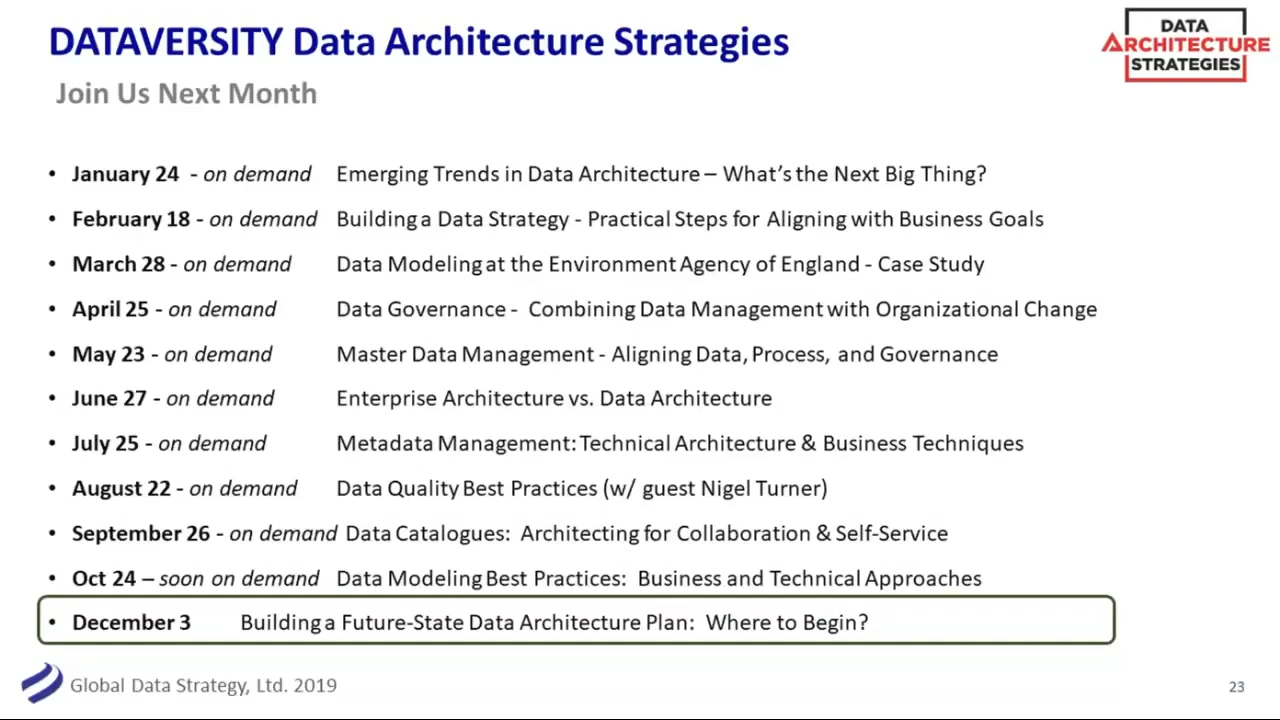 DATAVERSITY Data Architecture Strategies
DATA
ARCHITECTURE
STRATEGIES
Join Us Next Month
• January 24 - on demand Emerging Trends in Data Architecture – What's the Next Big Thing?
• February 18 - on demand Building a Data Strategy - Practical Steps for Aligning with Business Goals
• March 28 - on demand Data Modeling at the Environment Agency of England - Case Study
• April 25 - on demand Data Governance - Combining Data Management with Organizational Change
• May 23 - on demand Master Data Management - Aligning Data, Process, and Governance
• June 27 - on demand Enterprise Architecture vs. Data Architecture
• July 25 - on demand Metadata Management: Technical Architecture & Business Techniques
• August 22 - on demand Data Quality Best Practices (w/ guest Nigel Turner)
• September 26 - on demand Data Catalogues: Architecting for Collaboration & Self-Service
• Oct 24 – soon on demand Data Modeling Best Practices: Business and Technical Approaches
• December 3 Building a Future-State Data Architecture Plan: Where to Begin?
Global Data Strategy, Ltd. 2019
23